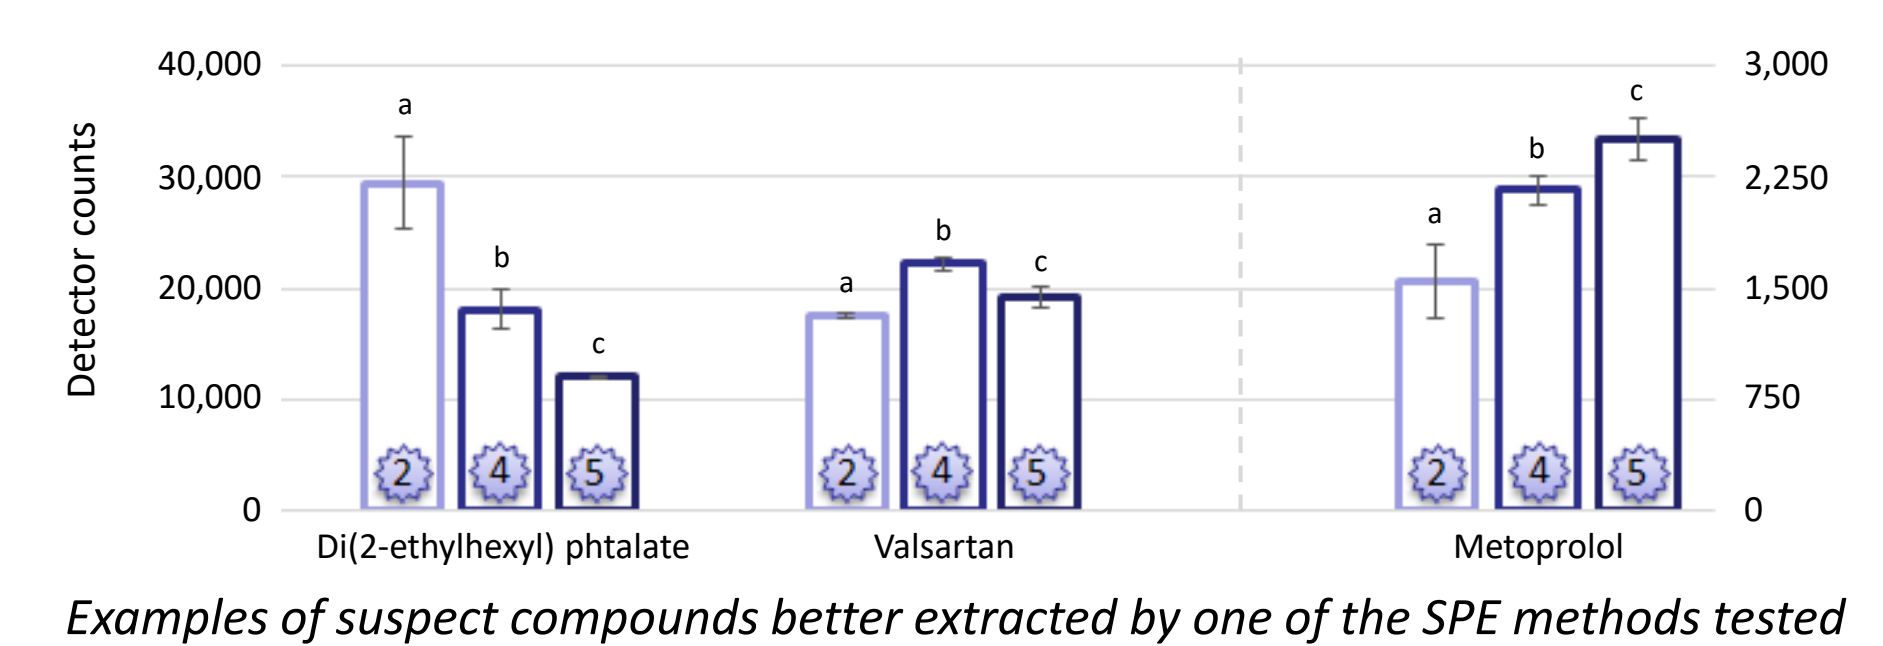 40,000
3,000
a
c
b
30,000
2,250
a
b
b
a
c
20,000
1,500
c
10,000
750
Detector counts
2
4
5
2
4
5
2
4
5
0
0
Di(2-ethylhexyl) phtalate
Valsartan
Metoprolol
Examples of suspect compounds better extracted by one of the SPE methods tested